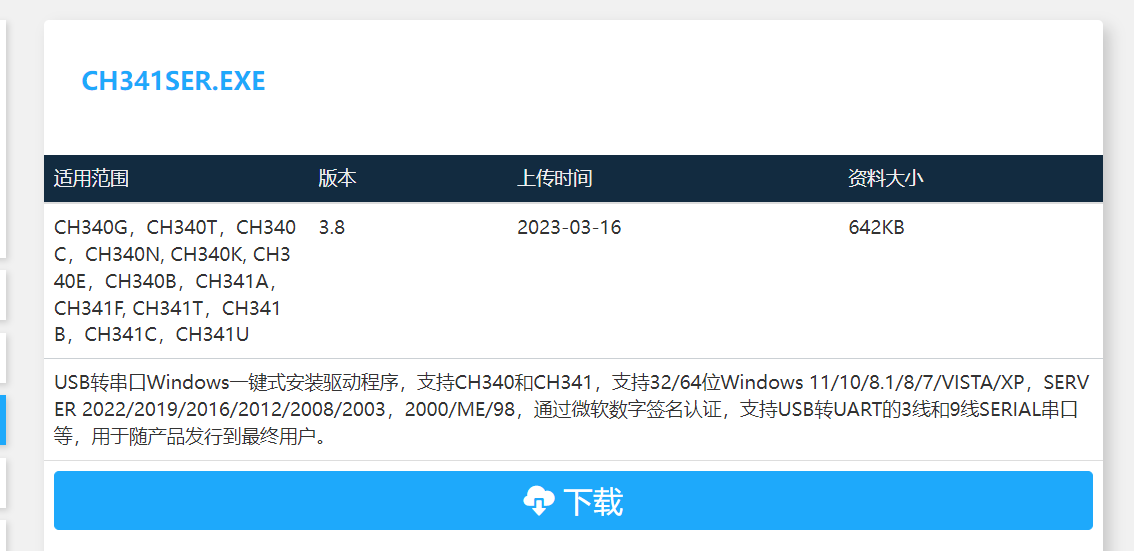 CH341SER.EXE
适用范围 版本 上传时间 资料大小
CH340G，CH340T，CH340 3.8 2023-03-16 642KB
C，CH340N, CH340K, CH3
40E，CH340B，CH341A，
CH341F, CH341T，CH341
B，CH341C，CH341U
USB转串口Windows一键式安装驱动程序，支持CH340和CH341，支持32/64位Windows 11/10/8.1/8/7/VISTA/XP，SERV
ER 2022/2019/2016/2012/2008/2003，2000/ME/98，通过微软数字签名认证，支持USB转UART的3线和9线SERIAL串口
等，用于随产品发行到最终用户。
下载